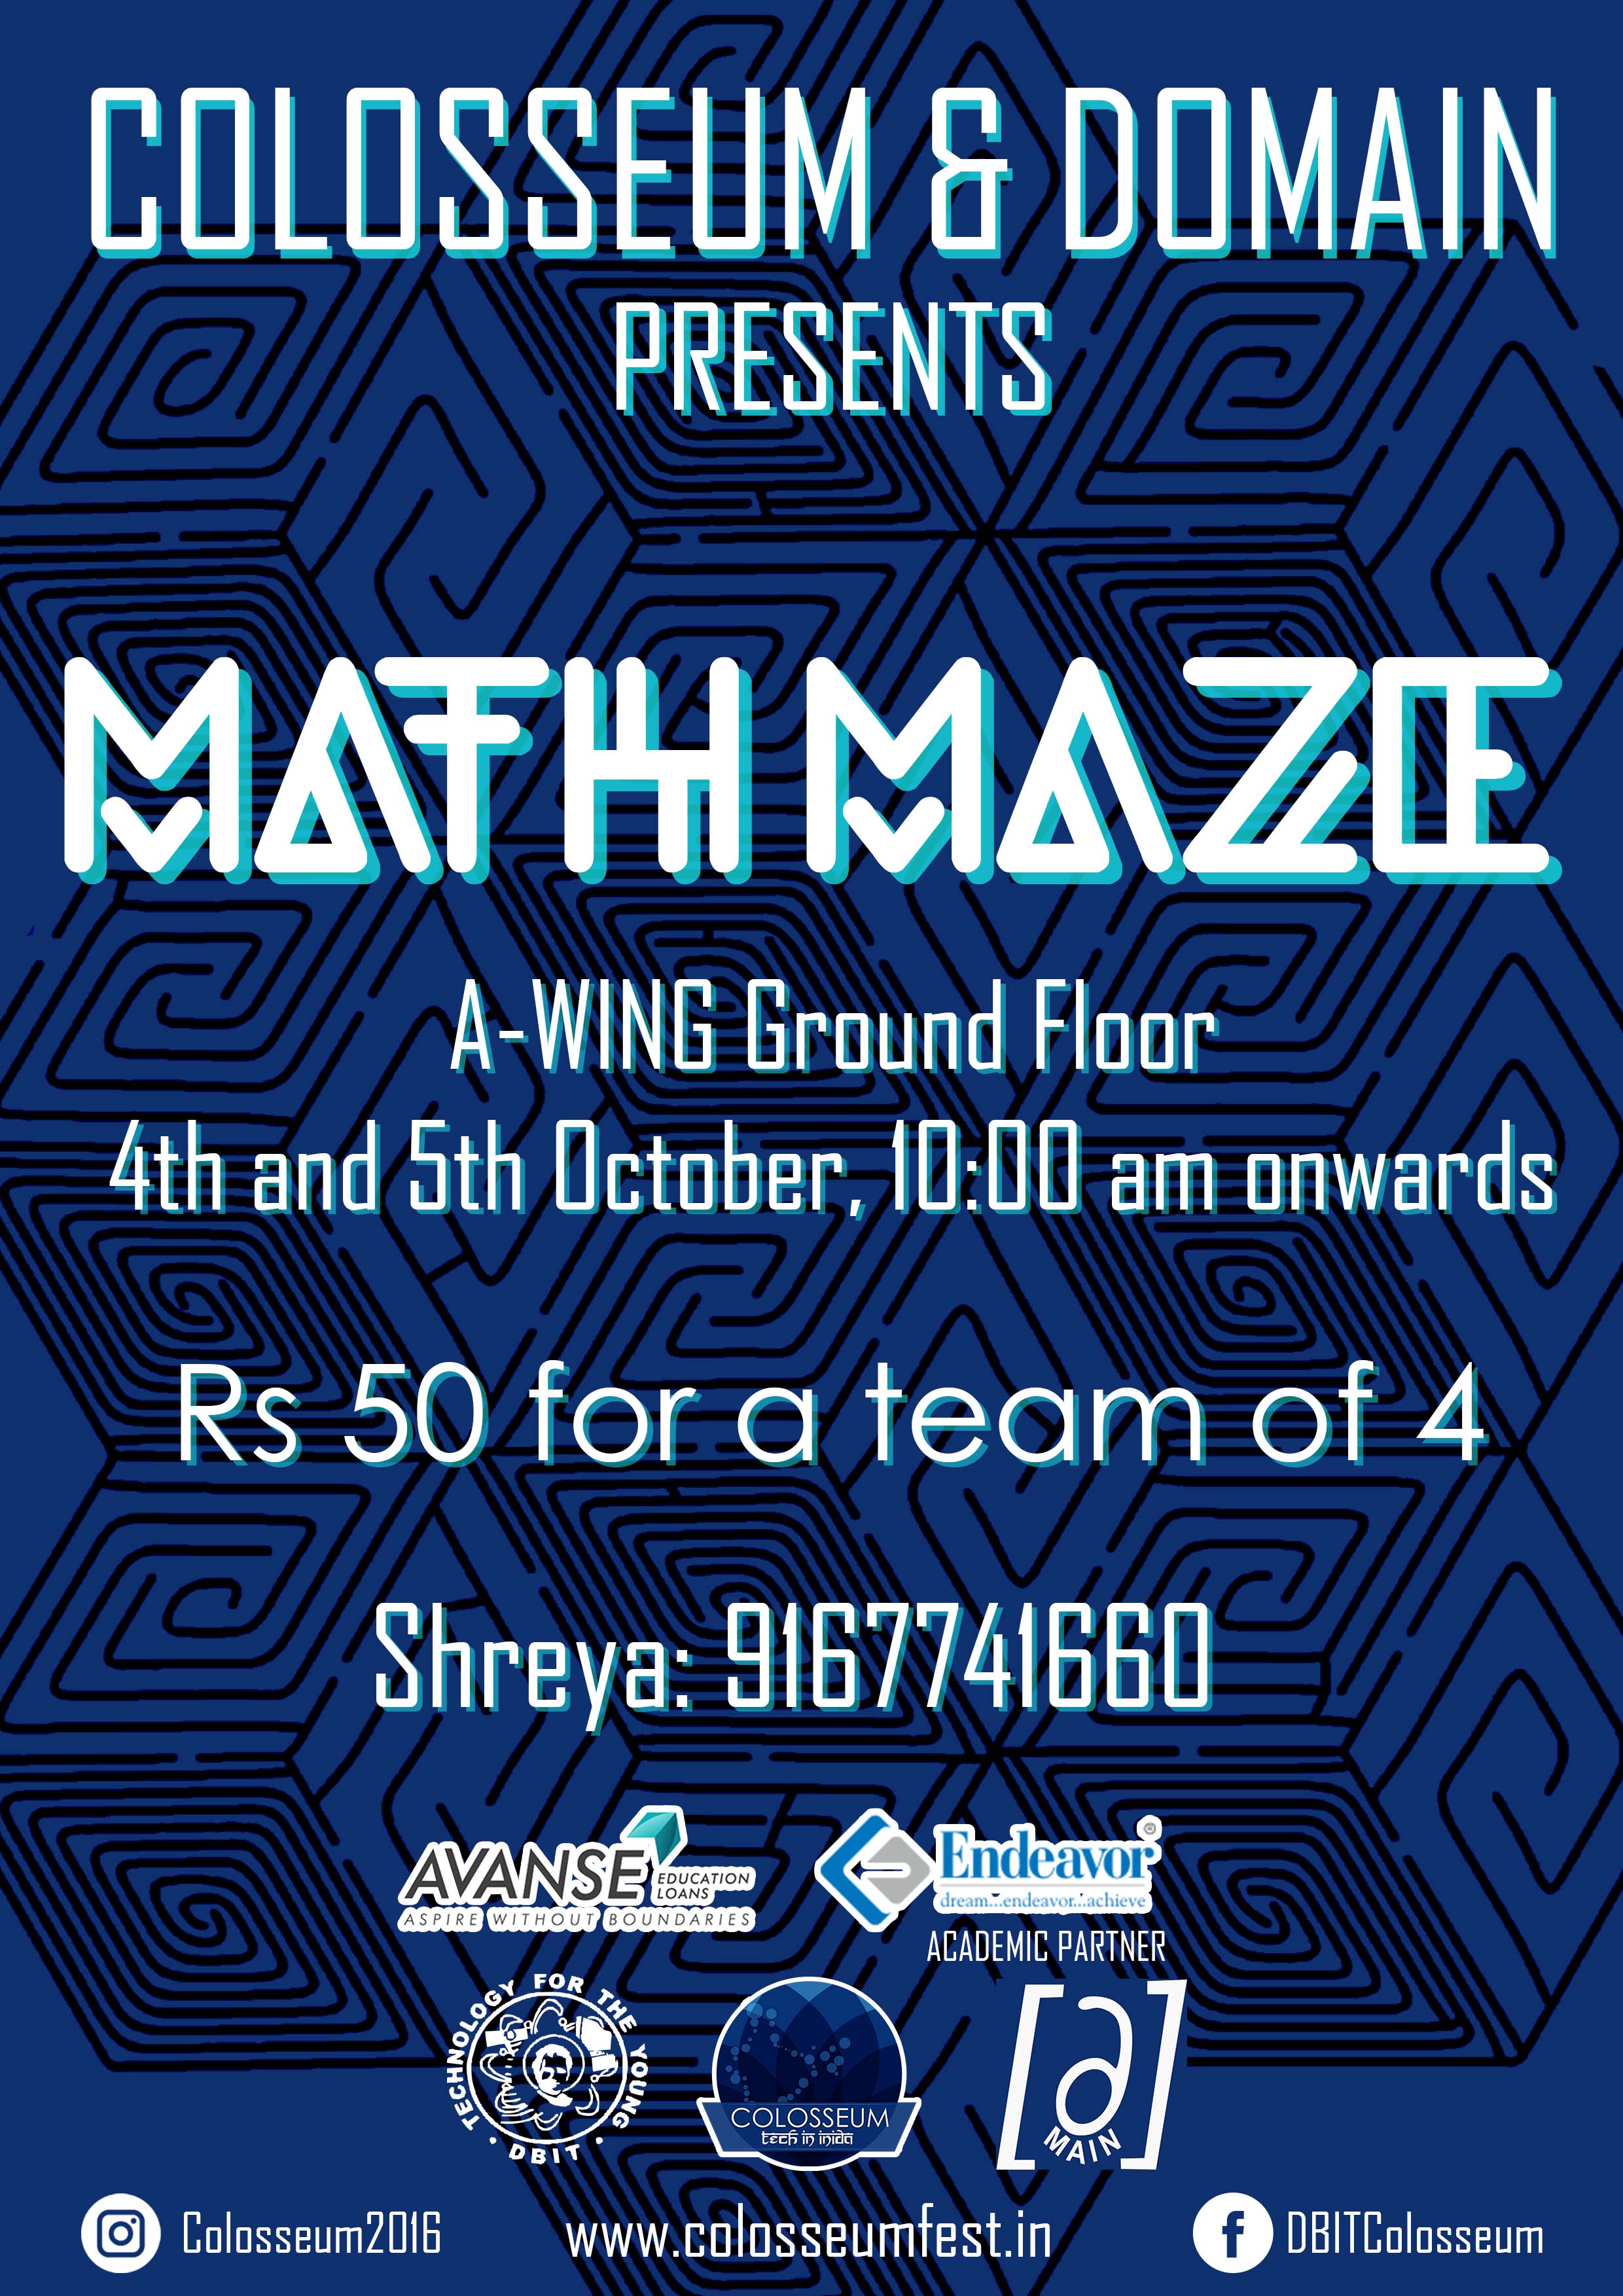 COLOSSEUM & DOMAIN
PRESENTS
MATH MAZE
A-WING Ground Floor
4th and 5th October, 10:00 am onwards
Rs 50 for a team of 4
Shreya: 9167741660
AVANSE EDUCATION LOANS
ASPIRE WITHOUT BOUNDARIES
Endeavor®
dream...endeavor...achieve
ACADEMIC PARTNER
TECHNOLOGY FOR THE YOUNG
• DBIT •
COLOSSEUM
tech in inida
[∂]
MAIN
Colosseum2016
www.colosseumfest.in
f DBITColosseum